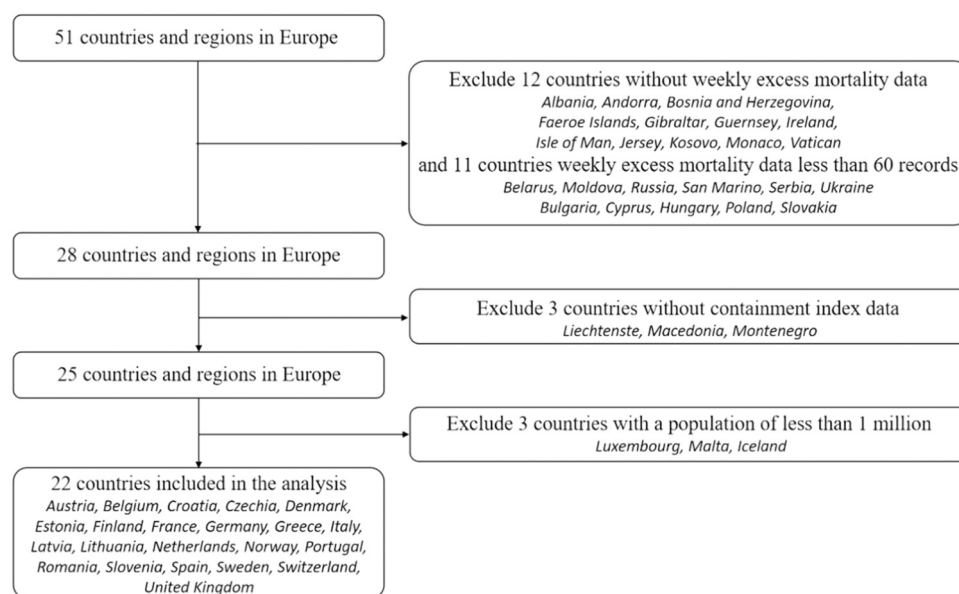 51 countries and regions in Europe
Exclude 12 countries without weekly excess mortality data
Albania, Andorra, Bosnia and Herzegovina,
Faeroe Islands, Gibraltar, Guernsey, Ireland,
Isle of Man, Jersey, Kosovo, Monaco, Vatican
and 11 countries weekly excess mortality data less than 60 records
Belarus, Moldova, Russia, San Marino, Serbia, Ukraine
Bulgaria, Cyprus, Hungary, Poland, Slovakia
28 countries and regions in Europe
Exclude 3 countries without containment index data
Liechtenste, Macedonia, Montenegro
25 countries and regions in Europe
Exclude 3 countries with a population of less than 1 million
Luxembourg, Malta, Iceland
22 countries included in the analysis
Austria, Belgium, Croatia, Czechia, Denmark,
Estonia, Finland, France, Germany, Greece, Italy,
Latvia, Lithuania, Netherlands, Norway, Portugal,
Romania, Slovenia, Spain, Sweden, Switzerland,
United Kingdom